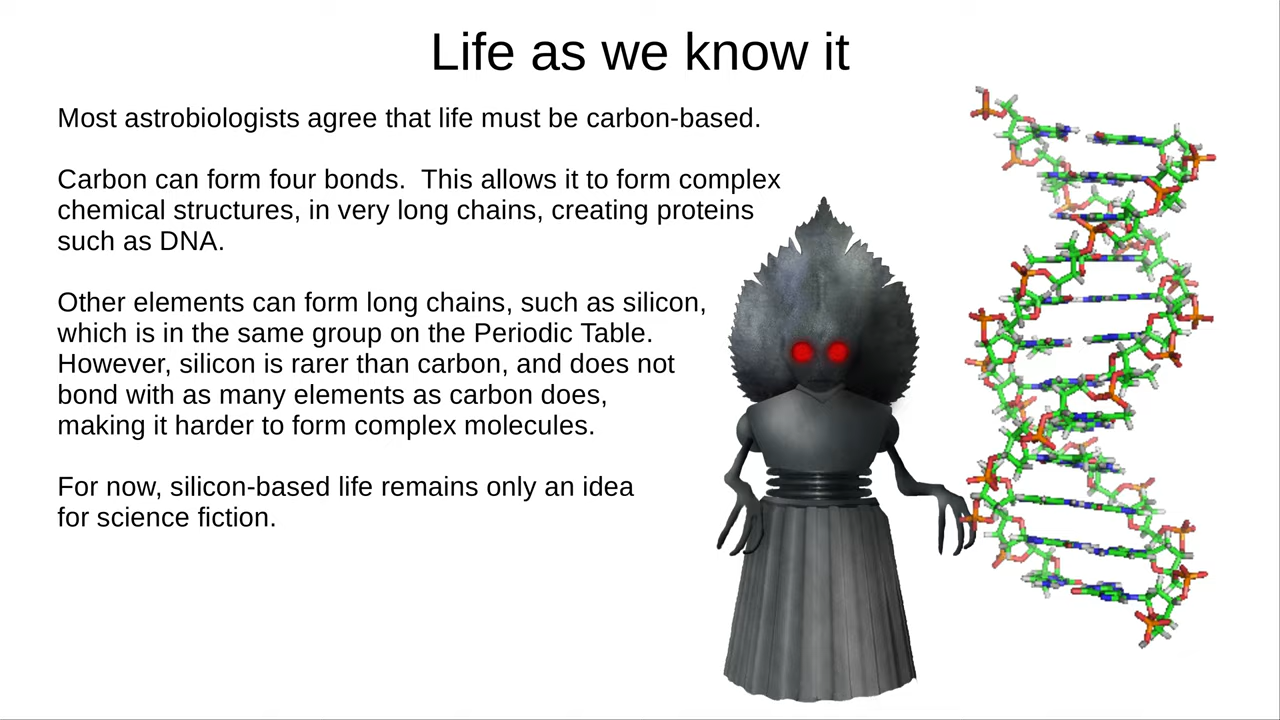 Life as we know it
Most astrobiologists agree that life must be carbon-based.
Carbon can form four bonds.  This allows it to form complex
chemical structures, in very long chains, creating proteins
such as DNA.
Other elements can form long chains, such as silicon,
which is in the same group on the Periodic Table.
However, silicon is rarer than carbon, and does not
bond with as many elements as carbon does,
making it harder to form complex molecules.
For now, silicon-based life remains only an idea
for science fiction.